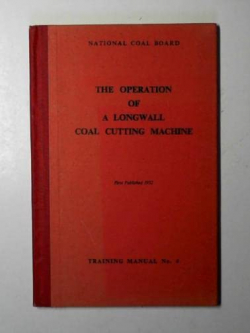 NATIONAL COAL BOARD
THE OPERATION
OF
A LONGWALL
COAL CUTTING MACHINE
First Published
TRAINING MANUAL No.